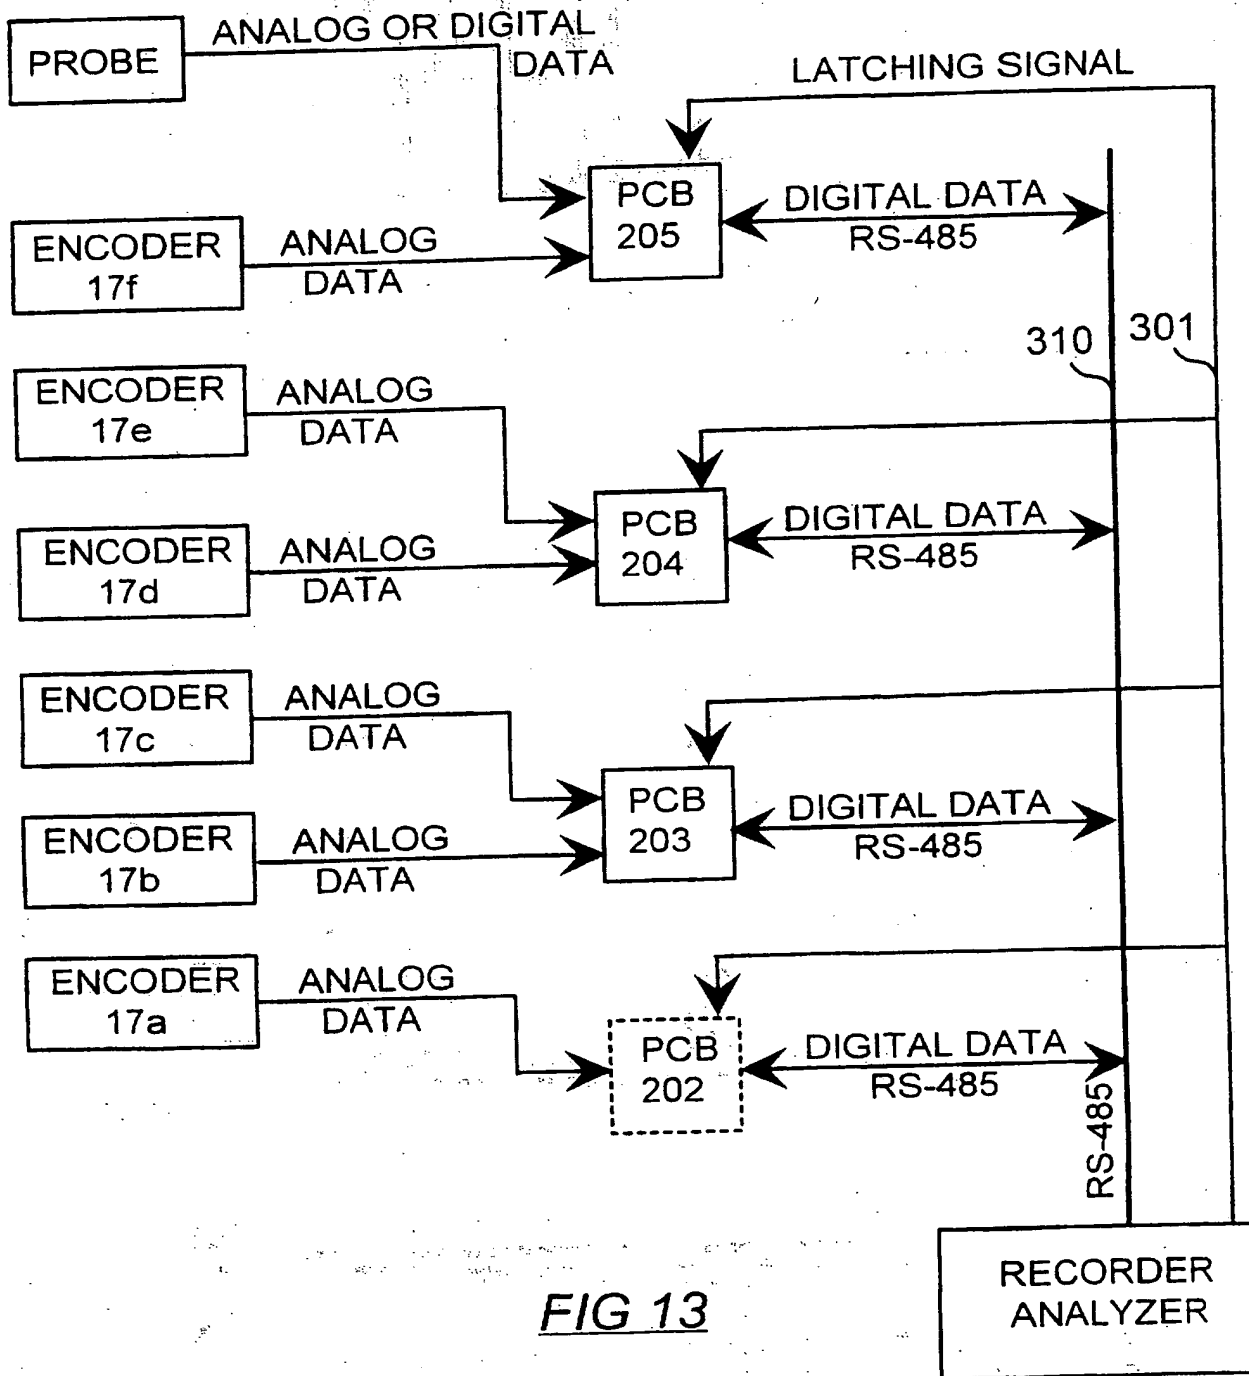 PROBE
ANALOG OR DIGITAL
DATA
LATCHING SIGNAL
PCB
205
DIGITAL DATA
RS-485
ENCODER
17f
ANALOG
DATA
310
301
ENCODER
17e
ANALOG
DATA
PCB
204
DIGITAL DATA
RS-485
ENCODER
17d
ANALOG
DATA
ENCODER
17c
ANALOG
DATA
PCB
203
DIGITAL DATA
RS-485
ENCODER
17b
ANALOG
DATA
ENCODER
17a
ANALOG
DATA
PCB
202
DIGITAL DATA
RS-485
RS-485
RECORDER
ANALYZER
FIG 13